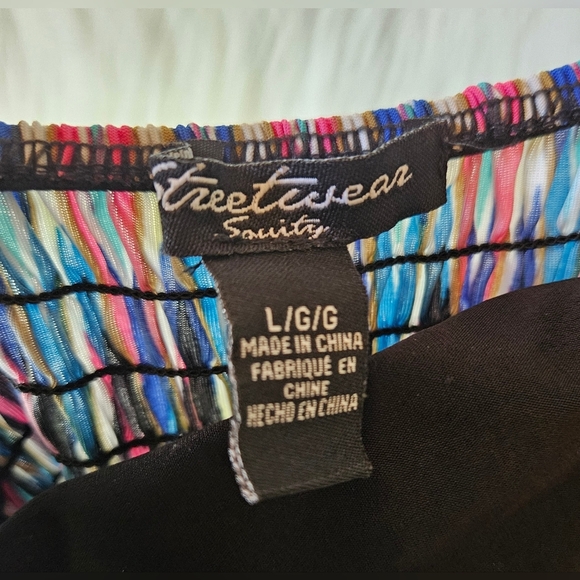 Streetwear
Society
L/G/G
MADE IN CHINA
FABRIQUÉ EN
CHINE
HECHO EN CHINA